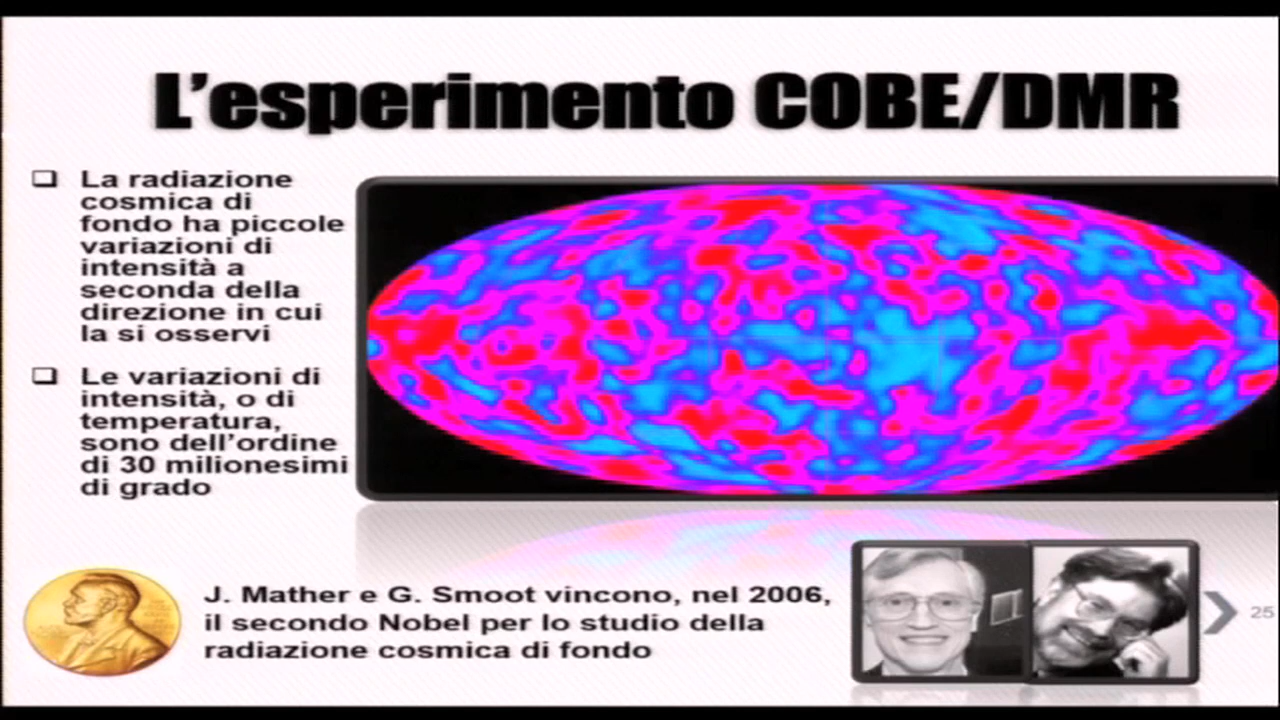 L'esperimento COBE/DMR
La radiazione
cosmica di
fondo ha piccole
variazioni di
intensità a
seconda della
direzione in cui
la si osservi
Le variazioni di
intensità, o di
temperatura,
sono dell'ordine
di 30 milionesimi
di grado
J. Mather e G. Smoot vincono, nel 2006,
il secondo Nobel per lo studio della
radiazione cosmica di fondo
25